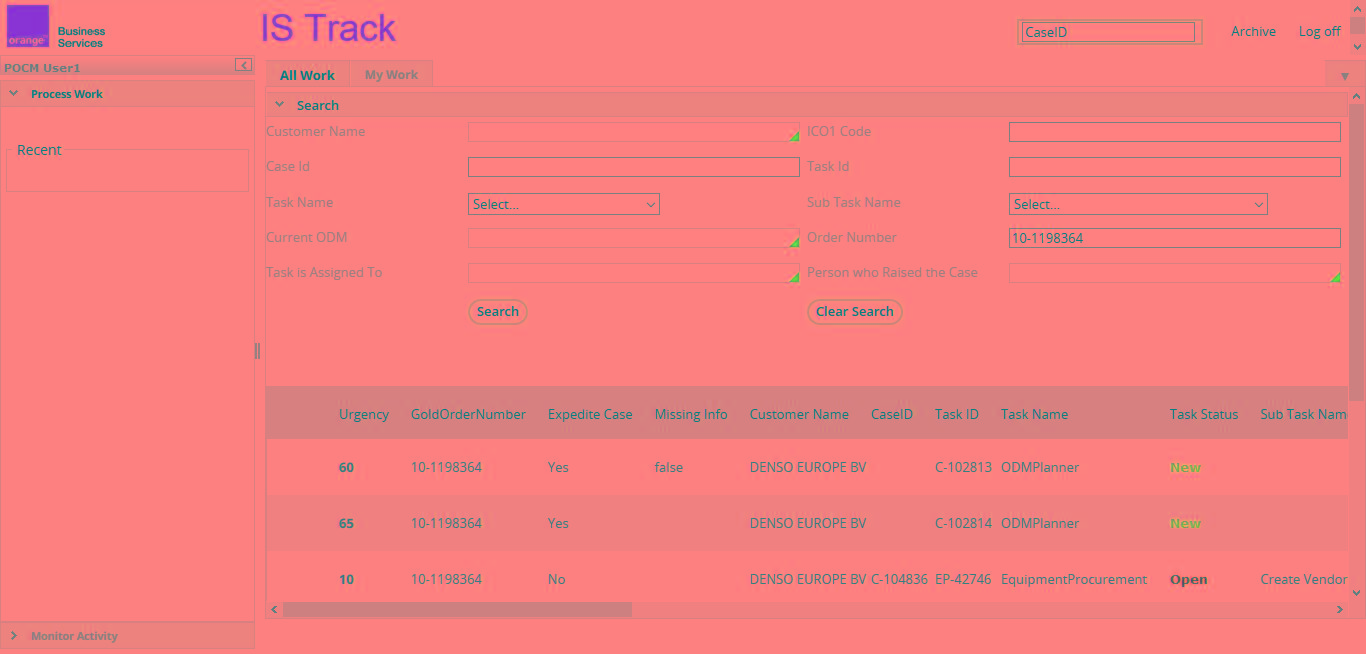 orange™
Business
Services
IS Track
CaseID
Archive
Log off
POCM User1
Process Work
Recent
Monitor Activity
All Work
My Work
Search
Customer Name
ICO1 Code
Case Id
Task Id
Task Name
Select...
Sub Task Name
Select...
Current ODM
Order Number
10-1198364
Task is Assigned To
Person who Raised the Case
Search
Clear Search
Urgency GoldOrderNumber Expedite Case Missing Info Customer Name CaseID Task ID Task Name Task Status Sub Task Nam
60 10-1198364 Yes false DENSO EUROPE BV C-102813 ODMPlanner New
65 10-1198364 Yes DENSO EUROPE BV C-102814 ODMPlanner New
10 10-1198364 No DENSO EUROPE BV C-104836 EP-42746 EquipmentProcurement Open Create Vendor